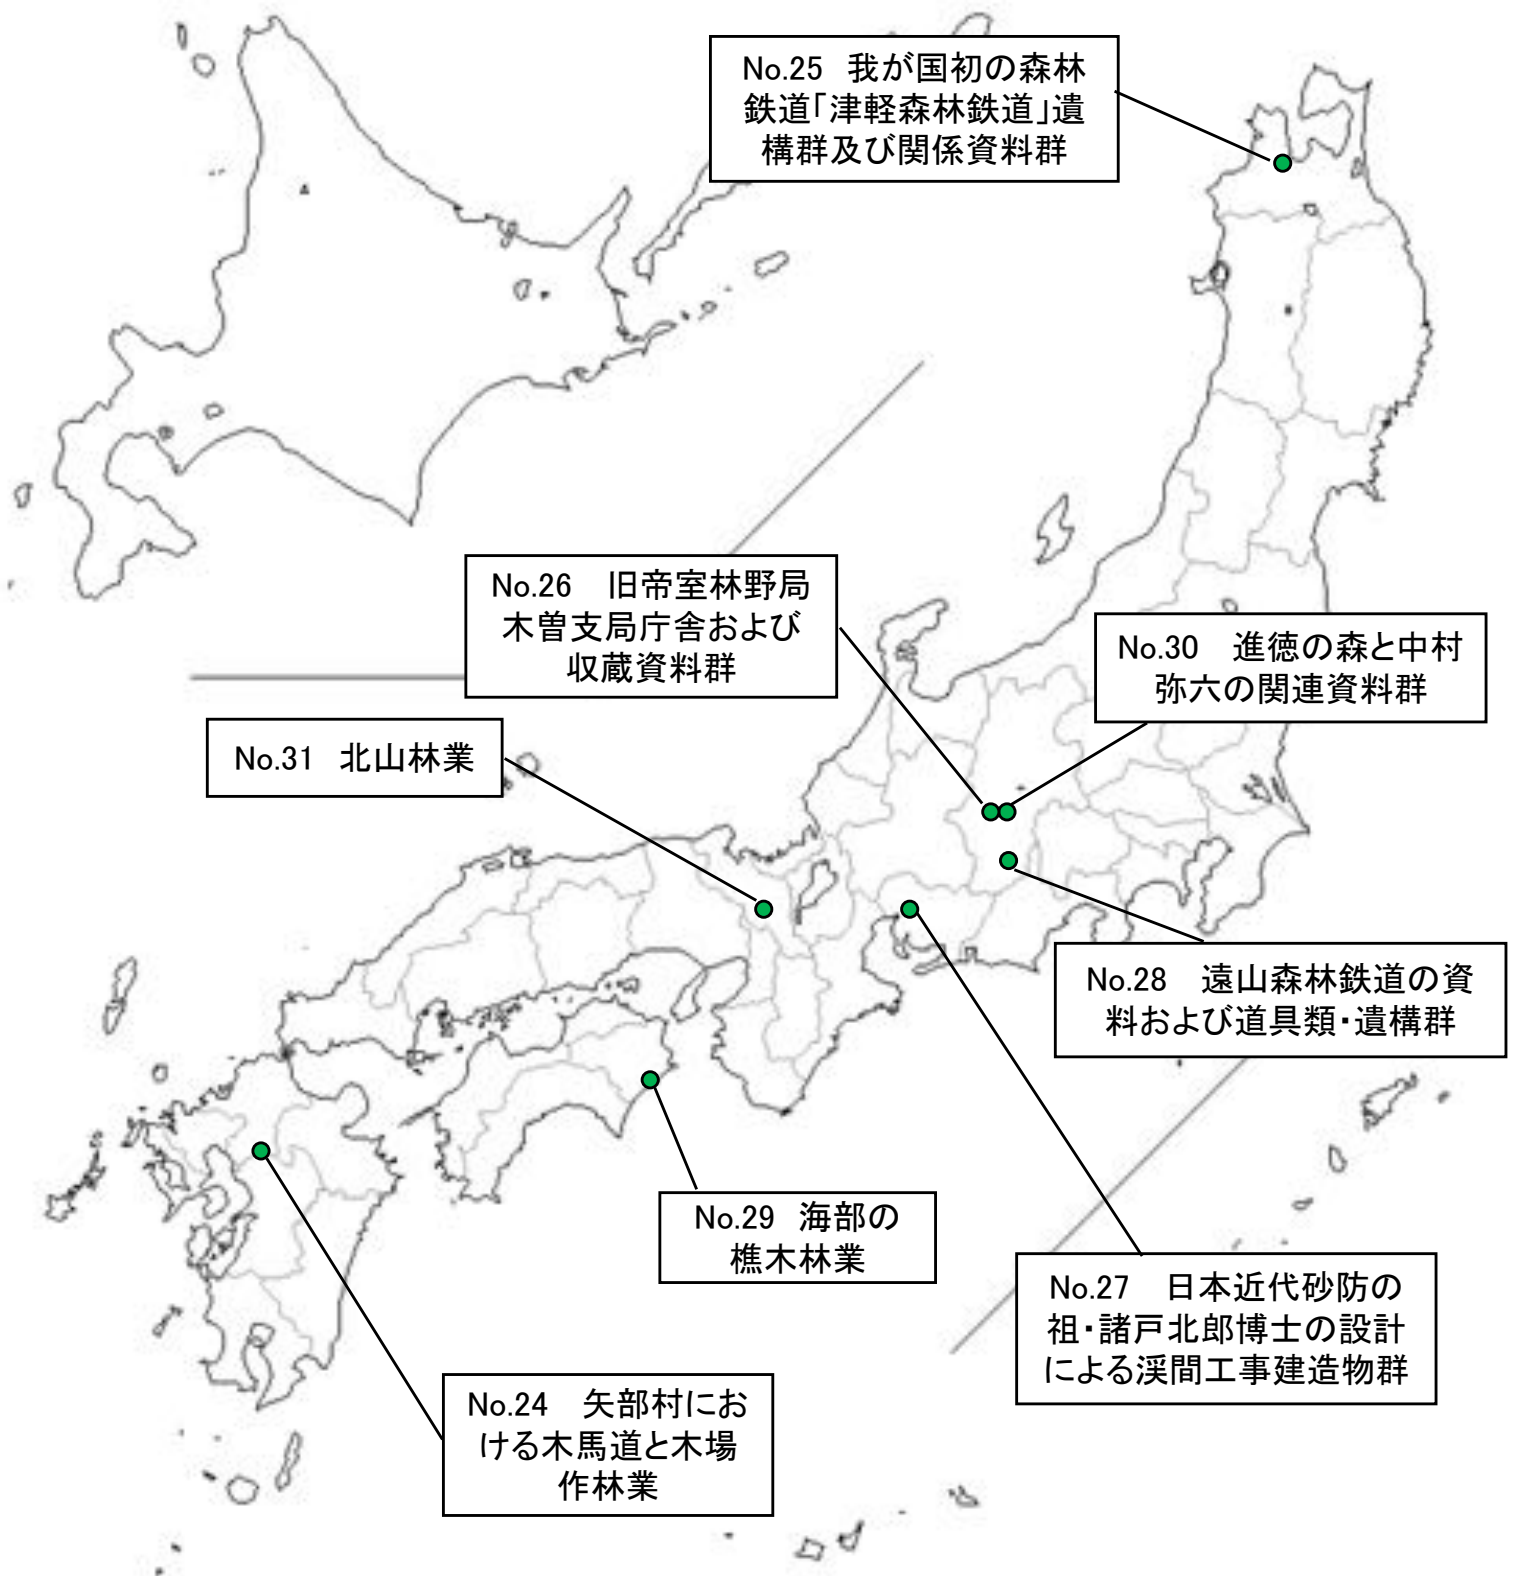 No.25　我が国初の森林
鉄道「津軽森林鉄道」遺
構群及び関係資料群
No.26　旧帝室林野局
木曽支局庁舎および
収蔵資料群
No.30　進徳の森と中村
弥六の関連資料群
No.31　北山林業
No.28　遠山森林鉄道の資
料および道具類・遺構群
No.29　海部の
樵木林業
No.27　日本近代砂防の
祖・諸戸北郎博士の設計
による渓間工事建造物群
No.24　矢部村にお
ける木馬道と木場
作林業